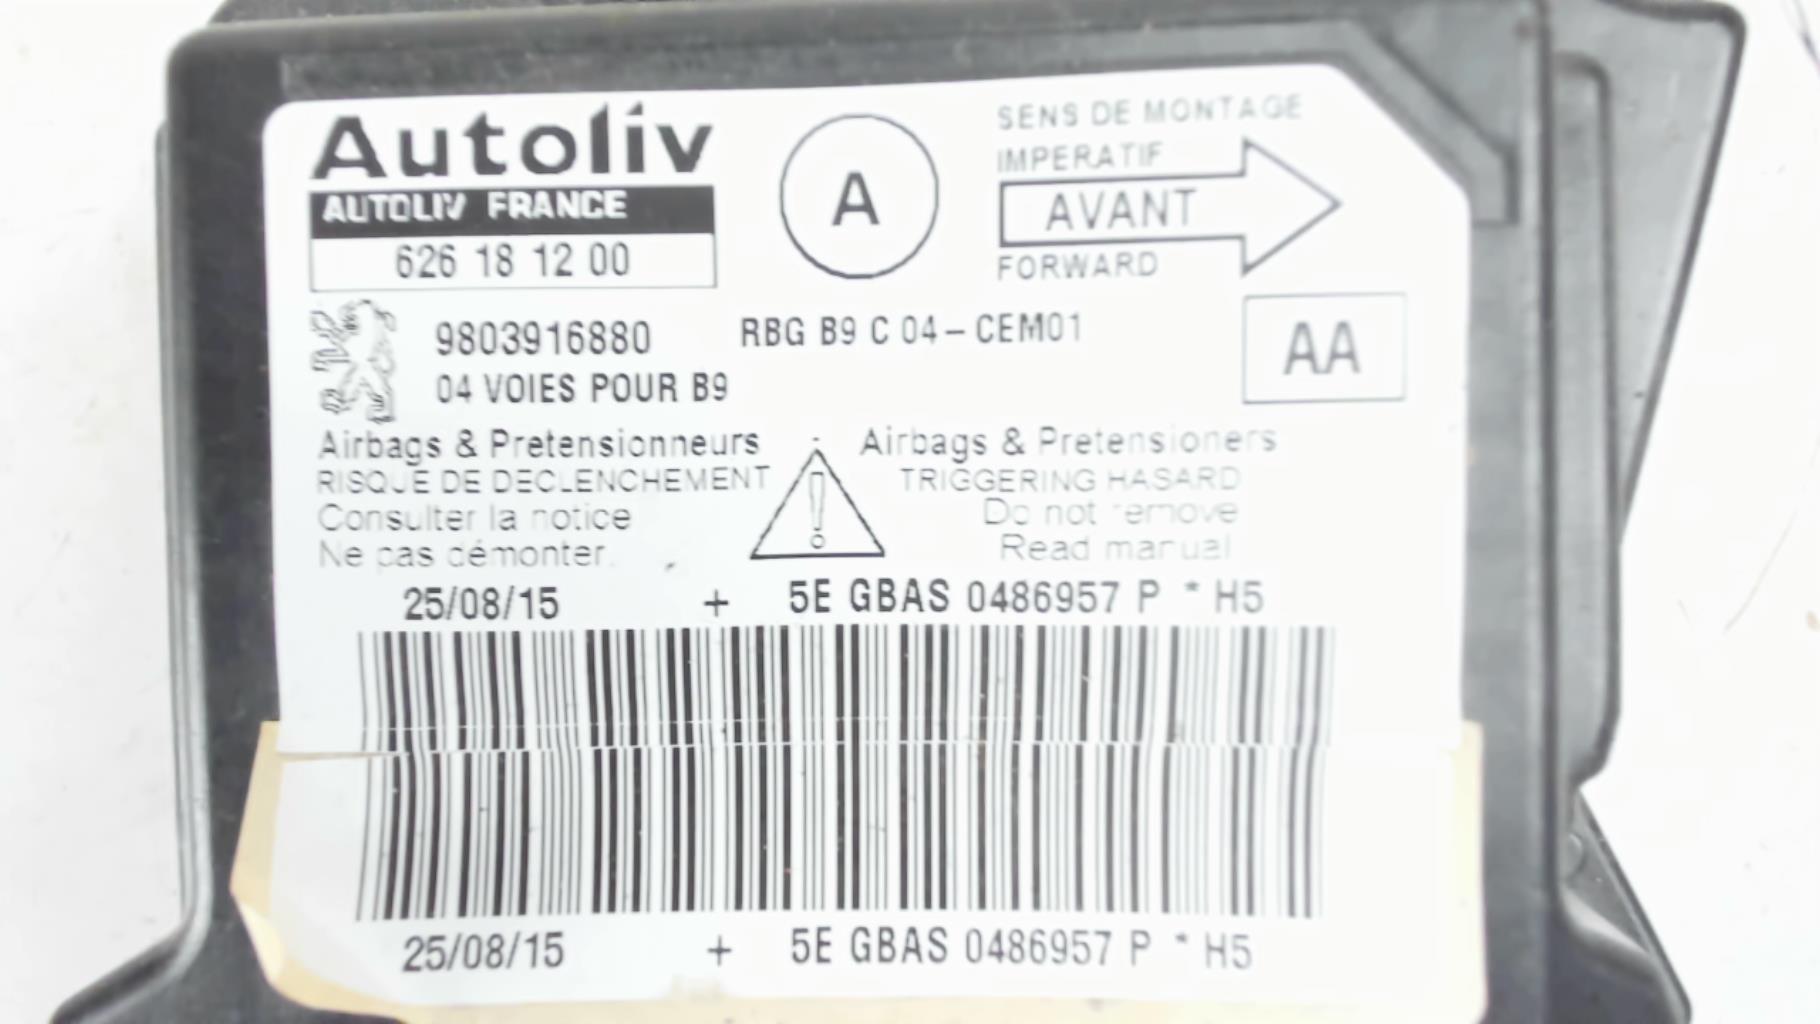 Autoliv
AUTOLIV FRANCE
626 18 12 00
A
SENS DE MONTAGE
IMPERATIF
AVANT
FORWARD
9803916880 RBG B9 C 04-CEM01
04 VOIES POUR B9
AA
Airbags & Pretensionneurs
RISQUE DE DECLENCHEMENT
Consulter la notice
Ne pas démonter.
!
Airbags & Pretensioners
TRIGGERING HASARD
Do not remove
Read manual
25/08/15 + 5E GBAS 0486957 P * H5
25/08/15 + 5E GBAS 0486957 P * H5